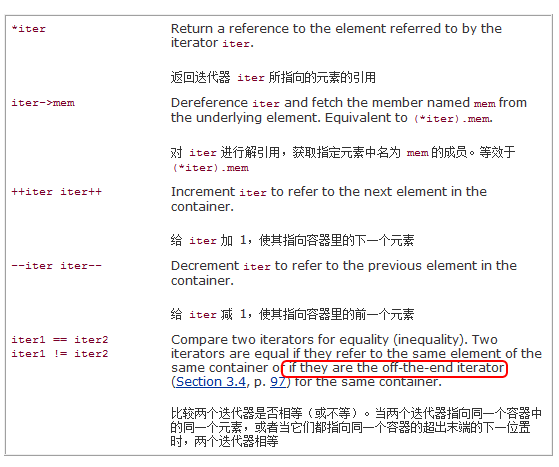 *iter
Return a reference to the element referred to by the
iterator iter.
返回迭代器 iter 所指向的元素的引用
iter->mem
Dereference iter and fetch the member named mem from
the underlying element. Equivalent to (*iter).mem.
对 iter 进行解引用，获取指定元素中名为 mem 的成员。等效于
(*iter).mem
++iter iter++
Increment iter to refer to the next element in the
container.
给 iter 加 1，使其指向容器里的下一个元素
--iter iter--
Decrement iter to refer to the previous element in the
container.
给 iter 减 1，使其指向容器里的前一个元素
iter1 == iter2
iter1 != iter2
Compare two iterators for equality (inequality). Two
iterators are equal if they refer to the same element of the
same container or if they are the off-the-end iterator
(Section 3.4, p. 97) for the same container.
比较两个迭代器是否相等（或不等）。当两个迭代器指向同一个容器中
的同一个元素，或者当它们都指向同一个容器的超出末端的下一位置
时，两个迭代器相等